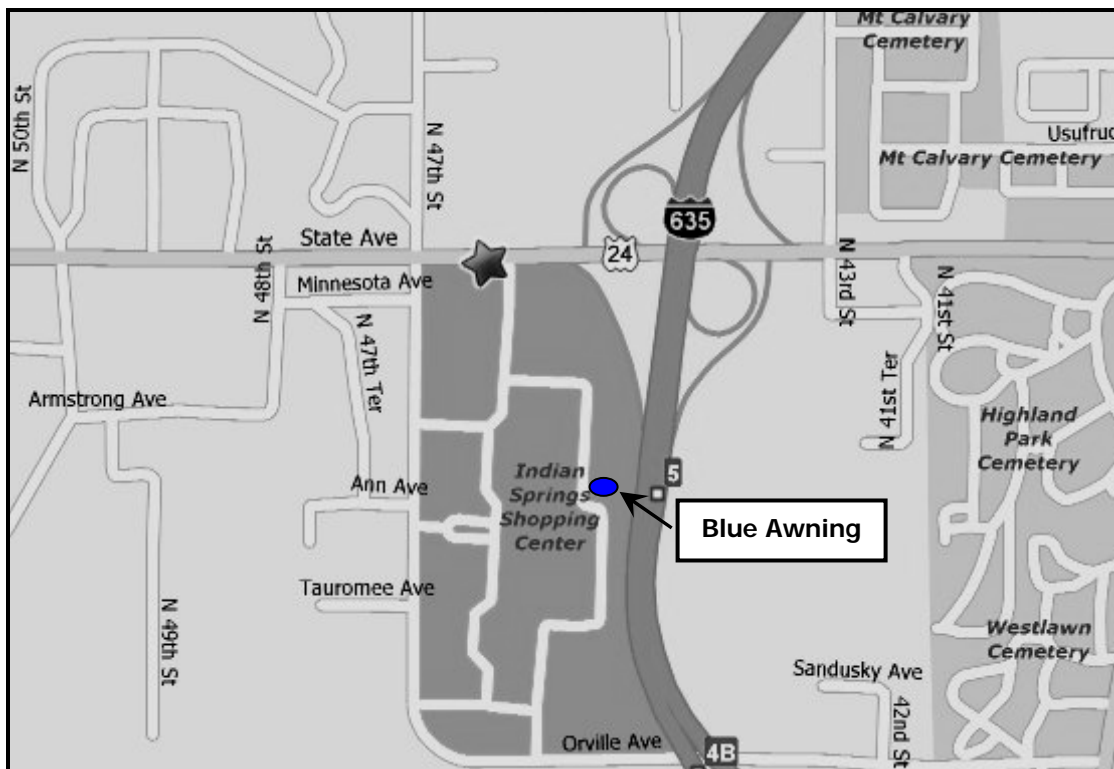 Mt Calvary
Cemetery
N 50th St
N 47th St
Usufruc
Mt Calvary Cemetery
635
State Ave
24
N 48th St
Minnesota Ave
N 43rd St
N 41st St
N 47th Ter
N 41st Ter
Armstrong Ave
Highland
Park
Cemetery
5
Indian
Springs
Shopping
Center
Ann Ave
Blue Awning
Tauromee Ave
N 49th St
Westlawn
Cemetery
Sandusky Ave
42nd St
Orville Ave
4B